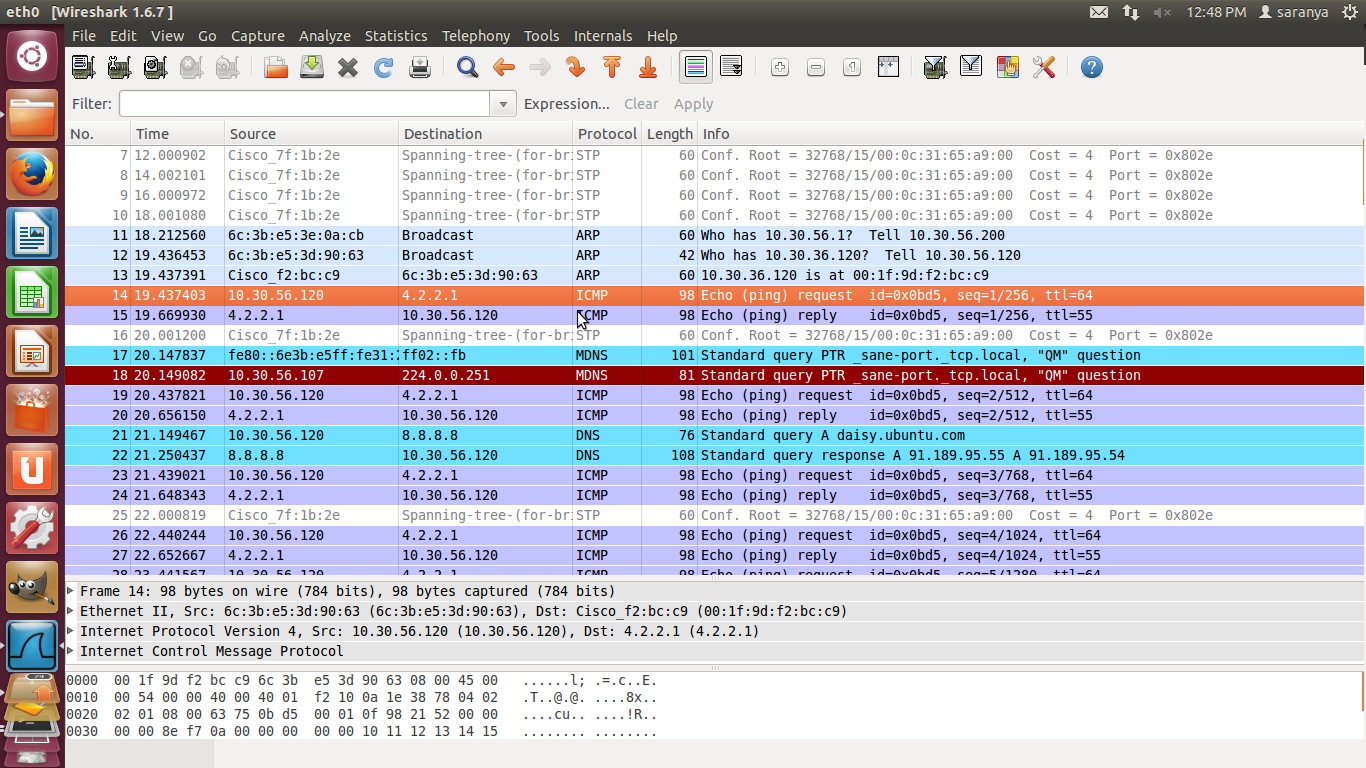 eth0 [Wireshark 1.6.7 ] 12:48 PM saranya
File Edit View Go Capture Analyze Statistics Telephony Tools Internals Help
Filter: Expression... Clear Apply
No. Time Source Destination Protocol Length Info
7 12.000902 Cisco_7f:1b:2e Spanning-tree-(for-br: STP 60 Conf. Root = 32768/15/00:0c:31:65:a9:00 Cost = 4 Port = 0x802e
8 14.002101 Cisco_7f:1b:2e Spanning-tree-(for-br: STP 60 Conf. Root = 32768/15/00:0c:31:65:a9:00 Cost = 4 Port = 0x802e
9 16.000972 Cisco_7f:1b:2e Spanning-tree-(for-br: STP 60 Conf. Root = 32768/15/00:0c:31:65:a9:00 Cost = 4 Port = 0x802e
10 18.001080 Cisco_7f:1b:2e Spanning-tree-(for-br: STP 60 Conf. Root = 32768/15/00:0c:31:65:a9:00 Cost = 4 Port = 0x802e
11 18.212560 6c:3b:e5:3e:0a:cb Broadcast ARP 60 Who has 10.30.56.1? Tell 10.30.56.200
12 19.436453 6c:3b:e5:3d:90:63 Broadcast ARP 42 Who has 10.30.36.120? Tell 10.30.56.120
13 19.437391 Cisco_f2:bc:c9 6c:3b:e5:3d:90:63 ARP 60 10.30.36.120 is at 00:1f:9d:f2:bc:c9
14 19.437403 10.30.56.120 4.2.2.1 ICMP 98 Echo (ping) request id=0x0bd5, seq=1/256, ttl=64
15 19.669930 4.2.2.1 10.30.56.120 ICMP 98 Echo (ping) reply id=0x0bd5, seq=1/256, ttl=55
16 20.001200 Cisco_7f:1b:2e Spanning-tree-(for-br: STP 60 Conf. Root = 32768/15/00:0c:31:65:a9:00 Cost = 4 Port = 0x802e
17 20.147837 fe80::6e3b:e5ff:fe31:2 ff02::fb MDNS 101 Standard query PTR _sane-port._tcp.local, "QM" question
18 20.149082 10.30.56.107 224.0.0.251 MDNS 81 Standard query PTR _sane-port._tcp.local, "QM" question
19 20.437821 10.30.56.120 4.2.2.1 ICMP 98 Echo (ping) request id=0x0bd5, seq=2/512, ttl=64
20 20.656150 4.2.2.1 10.30.56.120 ICMP 98 Echo (ping) reply id=0x0bd5, seq=2/512, ttl=55
21 21.149467 10.30.56.120 8.8.8.8 DNS 76 Standard query A daisy.ubuntu.com
22 21.250437 8.8.8.8 10.30.56.120 DNS 108 Standard query response A 91.189.95.55 A 91.189.95.54
23 21.439021 10.30.56.120 4.2.2.1 ICMP 98 Echo (ping) request id=0x0bd5, seq=3/768, ttl=64
24 21.648343 4.2.2.1 10.30.56.120 ICMP 98 Echo (ping) reply id=0x0bd5, seq=3/768, ttl=55
25 22.000819 Cisco_7f:1b:2e Spanning-tree-(for-br: STP 60 Conf. Root = 32768/15/00:0c:31:65:a9:00 Cost = 4 Port = 0x802e
26 22.440244 10.30.56.120 4.2.2.1 ICMP 98 Echo (ping) request id=0x0bd5, seq=4/1024, ttl=64
27 22.652667 4.2.2.1 10.30.56.120 ICMP 98 Echo (ping) reply id=0x0bd5, seq=4/1024, ttl=55
28 23.441567 10.30.56.120 4.2.2.1 ICMP 98 Echo (ping) request id=0x0bd5, seq=5/1280, ttl=64
Frame 14: 98 bytes on wire (784 bits), 98 bytes captured (784 bits)
Ethernet II, Src: 6c:3b:e5:3d:90:63 (6c:3b:e5:3d:90:63), Dst: Cisco_f2:bc:c9 (00:1f:9d:f2:bc:c9)
Internet Protocol Version 4, Src: 10.30.56.120 (10.30.56.120), Dst: 4.2.2.1 (4.2.2.1)
Internet Control Message Protocol
0000 00 1f 9d f2 bc c9 6c 3b e5 3d 90 63 08 00 45 00 ......l; .=.c..E.
0010 00 54 00 00 40 00 40 01 f2 10 0a 1e 38 78 04 02 .T..@.@. ....8x..
0020 02 01 08 00 63 75 0b d5 00 01 0f 98 21 52 00 00 ....cu.. ....!R..
0030 00 00 8e f7 0a 00 00 00 00 00 10 11 12 13 14 15 ........ ........